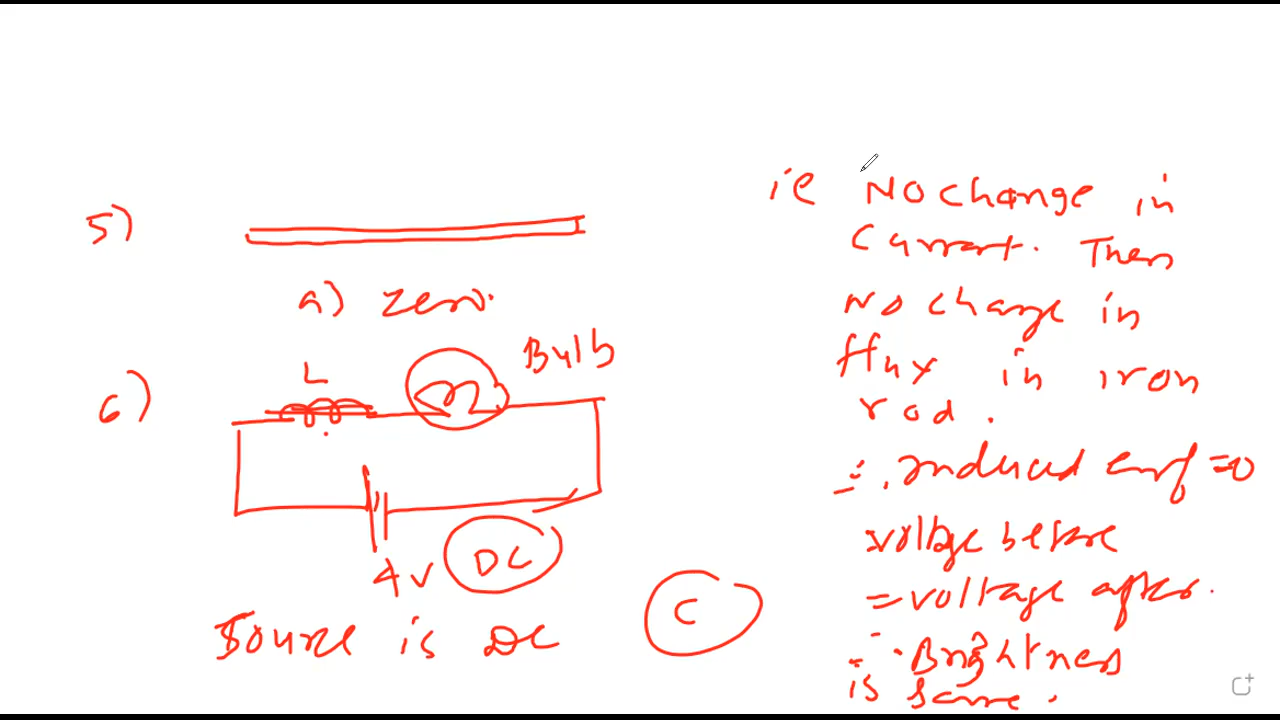 5)
a) zero.
6)
L
Bulb
4V
DC
Source is DC
C
ie No change in
Current. Then
No change in
flux in iron
rod.
∴ induced emf = 0
voltage before
= voltage after.
∴ Brightness
is same.